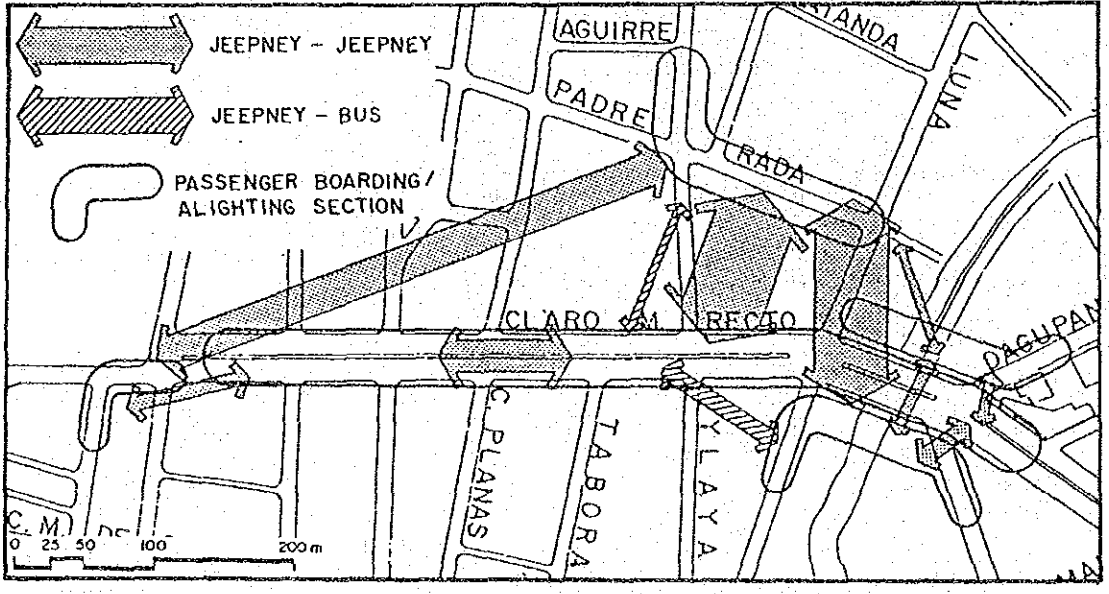 JEEPNEY - JEEPNEY
JEEPNEY - BUS
PASSENGER BOARDING/
ALIGHTING SECTION
AGUIRRE
PADRE RADA
LUNA
CLARO M. RECTO
DAGUPAN
C. PLANAS
TABORA
YLAYA
C. M.
0 25 50 100 200 m